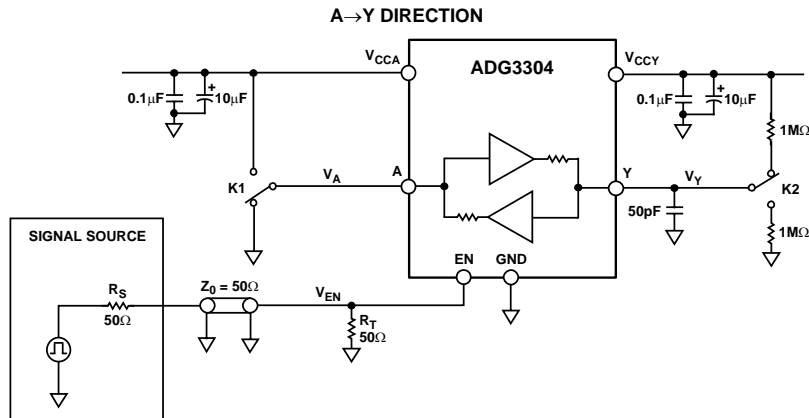 A→Y DIRECTION
V_CCA
ADG3304
V_CCY
0.1µF
+
10µF
0.1µF
+
10µF
1MΩ
K1
V_A
A
Y
V_Y
K2
50pF
1MΩ
SIGNAL SOURCE
EN
GND
R_S
50Ω
Z_0 = 50Ω
V_EN
R_T
50Ω